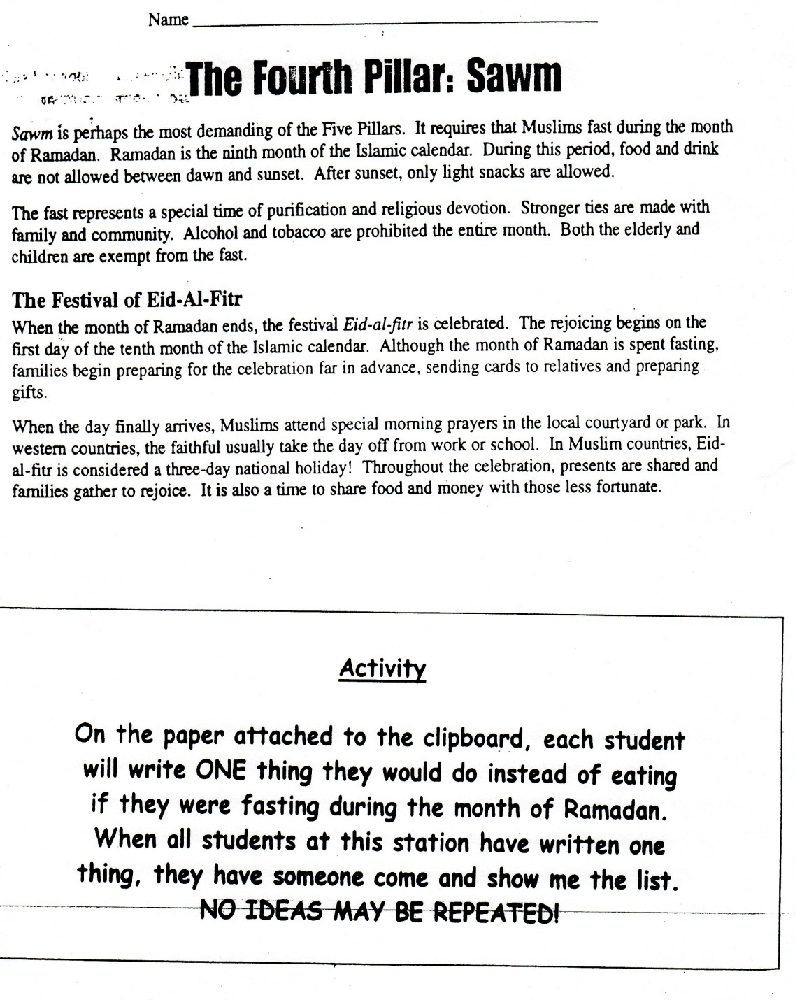 Name
The Fourth Pillar: Sawm
Sawm is perhaps the most demanding of the Five Pillars. It requires that Muslims fast during the month
of Ramadan. Ramadan is the ninth month of the Islamic calendar. During this period, food and drink
are not allowed between dawn and sunset. After sunset, only light snacks are allowed.
The fast represents a special time of purification and religious devotion. Stronger ties are made with
family and community. Alcohol and tobacco are prohibited the entire month. Both the elderly and
children are exempt from the fast.
The Festival of Eid-Al-Fitr
When the month of Ramadan ends, the festival Eid-al-fitr is celebrated. The rejoicing begins on the
first day of the tenth month of the Islamic calendar. Although the month of Ramadan is spent fasting,
families begin preparing for the celebration far in advance, sending cards to relatives and preparing
gifts.
When the day finally arrives, Muslims attend special morning prayers in the local courtyard or park. In
western countries, the faithful usually take the day off from work or school. In Muslim countries, Eid-
al-fitr is considered a three-day national holiday! Throughout the celebration, presents are shared and
families gather to rejoice. It is also a time to share food and money with those less fortunate.
Activity
On the paper attached to the clipboard, each student
will write ONE thing they would do instead of eating
if they were fasting during the month of Ramadan.
When all students at this station have written one
thing, they have someone come and show me the list.
NO IDEAS MAY BE REPEATED!